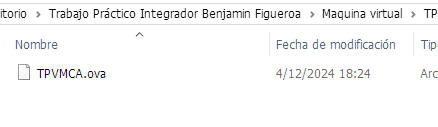 itorio > Trabajo Práctico Integrador Benjamin Figueroa > Maquina virtual > TP
Nombre Fecha de modificación Tipo
TPVMCA.ova 4/12/2024 18:24 Arc